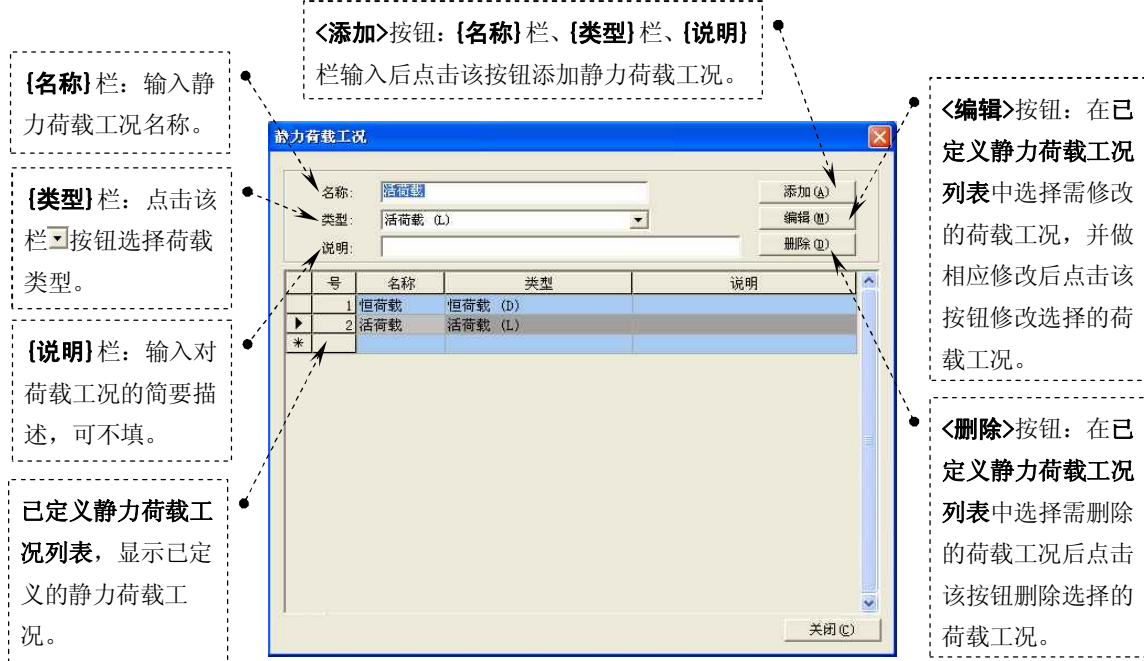 <添加>按钮：{名称}栏、{类型}栏、{说明}
栏输入后点击该按钮添加静力荷载工况。
{名称}栏：输入静
力荷载工况名称。
{类型}栏：点击该
栏按钮选择荷载
类型。
{说明}栏：输入对
荷载工况的简要描
述，可不填。
已定义静力荷载工
况列表，显示已定
义的静力荷载工
况。
静力荷载工况
名称: 活荷载 添加(A)
类型: 活荷载 (L) 编辑(M)
说明: 删除(D)
号 名称 类型 说明
1 恒荷载 恒荷载 (D)
2 活荷载 活荷载 (L)
*
关闭(C)
<编辑>按钮：在已
定义静力荷载工况
列表中选择需修改
的荷载工况，并做
相应修改后点击该
按钮修改选择的荷
载工况。
<删除>按钮：在已
定义静力荷载工况
列表中选择需删除
的荷载工况后点击
该按钮删除选择的
荷载工况。